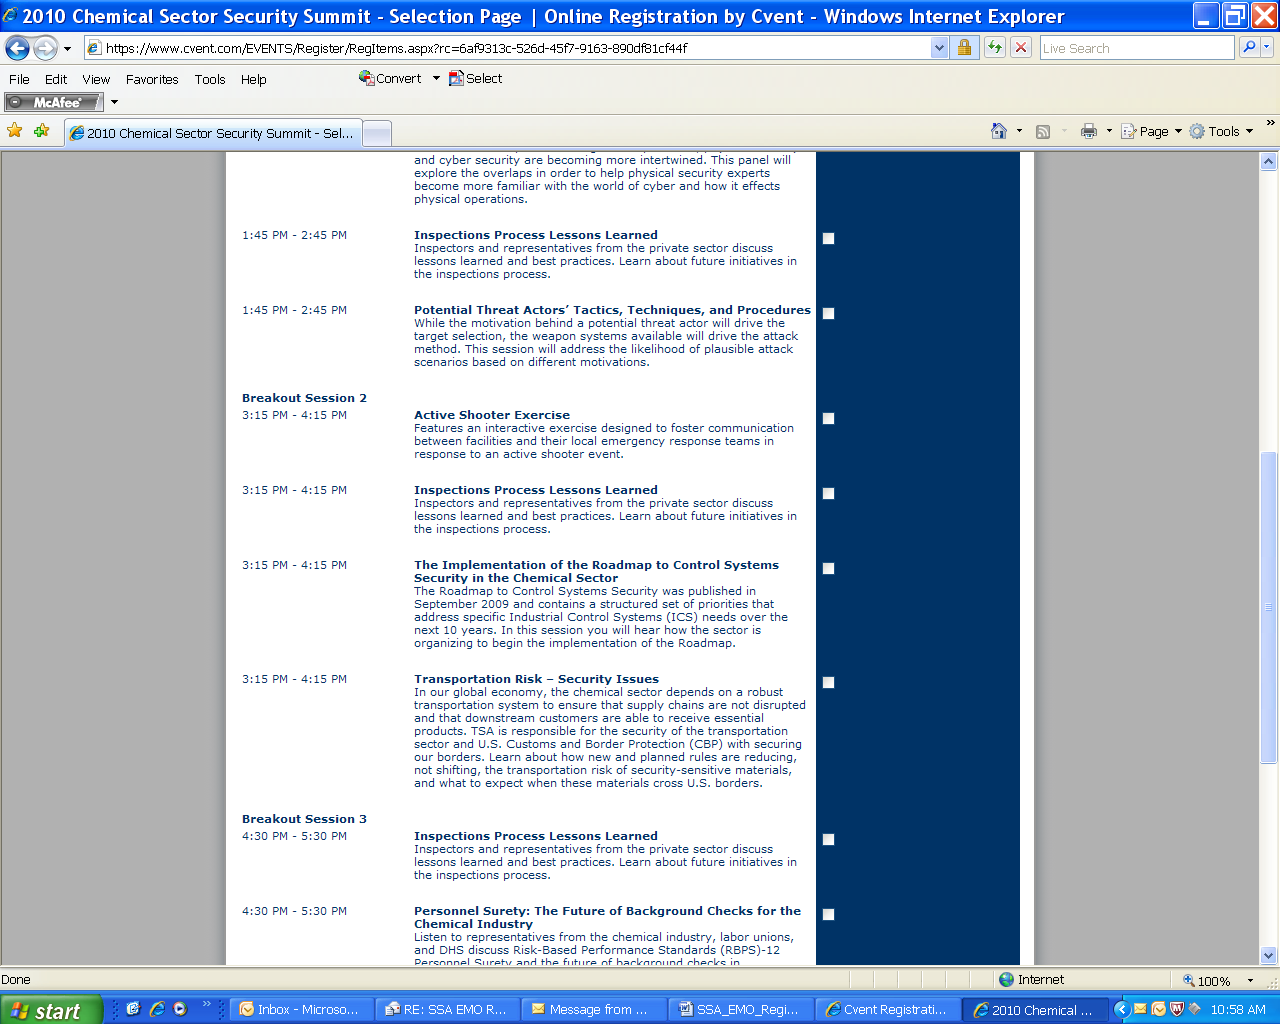 2010 Chemical Sector Security Summit - Selection Page | Online Registration by Cvent - Windows Internet Explorer
https://www.cvent.com/EVENTS/Register/RegItems.aspx?rc=6af9313c-526d-45f7-9163-890df81cf44f
Live Search
File Edit View Favorites Tools Help Convert Select
McAfee
2010 Chemical Sector Security Summit - Sel...
Page Tools
and cyber security are becoming more intertwined. This panel will
explore the overlaps in order to help physical security experts
become more familiar with the world of cyber and how it effects
physical operations.
1:45 PM - 2:45 PM Inspections Process Lessons Learned
Inspectors and representatives from the private sector discuss
lessons learned and best practices. Learn about future initiatives in
the inspections process.
1:45 PM - 2:45 PM Potential Threat Actors’ Tactics, Techniques, and Procedures
While the motivation behind a potential threat actor will drive the
target selection, the weapon systems available will drive the attack
method. This session will address the likelihood of plausible attack
scenarios based on different motivations.
Breakout Session 2
3:15 PM - 4:15 PM Active Shooter Exercise
Features an interactive exercise designed to foster communication
between facilities and their local emergency response teams in
response to an active shooter event.
3:15 PM - 4:15 PM Inspections Process Lessons Learned
Inspectors and representatives from the private sector discuss
lessons learned and best practices. Learn about future initiatives in
the inspections process.
3:15 PM - 4:15 PM The Implementation of the Roadmap to Control Systems
Security in the Chemical Sector
The Roadmap to Control Systems Security was published in
September 2009 and contains a structured set of priorities that
address specific Industrial Control Systems (ICS) needs over the
next 10 years. In this session you will hear how the sector is
organizing to begin the implementation of the Roadmap.
3:15 PM - 4:15 PM Transportation Risk – Security Issues
In our global economy, the chemical sector depends on a robust
transportation system to ensure that supply chains are not disrupted
and that downstream customers are able to receive essential
products. TSA is responsible for the security of the transportation
sector and U.S. Customs and Border Protection (CBP) with securing
our borders. Learn about how new and planned rules are reducing,
not shifting, the transportation risk of security-sensitive materials,
and what to expect when these materials cross U.S. borders.
Breakout Session 3
4:30 PM - 5:30 PM Inspections Process Lessons Learned
Inspectors and representatives from the private sector discuss
lessons learned and best practices. Learn about future initiatives in
the inspections process.
4:30 PM - 5:30 PM Personnel Surety: The Future of Background Checks for the
Chemical Industry
Listen to representatives from the chemical industry, labor unions,
and DHS discuss Risk-Based Performance Standards (RBPS)-12
Personnel Surety and the future of background checks in
Done Internet 100%
start Inbox - Microso... RE: SSA EMO R... Message from ... SSA_EMO_Regi... Cvent Registrati... 2010 Chemical ... 10:58 AM